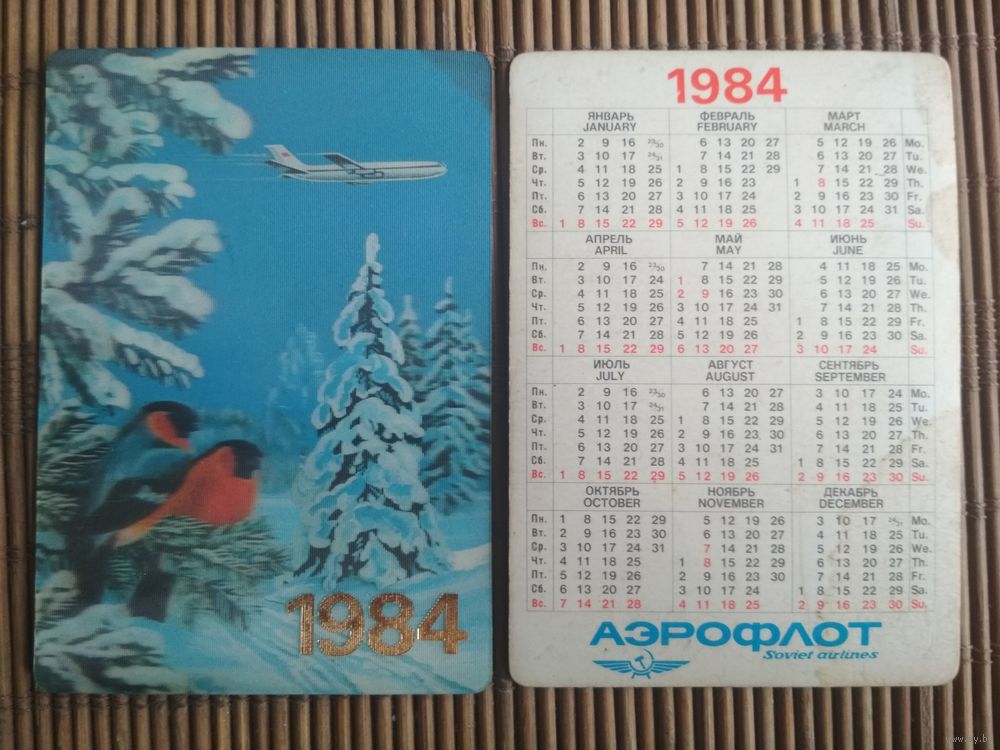 1984
1984
ЯНВАРЬ ФЕВРАЛЬ МАРТ
JANUARY FEBRUARY MARCH
Пн. 2 9 16 23/30 6 13 20 27 5 12 19 26 Mo.
Вт. 3 10 17 24/31 7 14 21 28 6 13 20 27 Tu.
Ср. 4 11 18 25 1 8 15 22 29 7 14 21 28 We.
Чт. 5 12 19 26 2 9 16 23 1 8 15 22 29 Th.
Пт. 6 13 20 27 3 10 17 24 2 9 16 23 30 Fr.
Сб. 7 14 21 28 4 11 18 25 3 10 17 24 31 Sa.
Вс. 1 8 15 22 29 5 12 19 26 4 11 18 25 Su.
АПРЕЛЬ МАЙ ИЮНЬ
APRIL MAY JUNE
Пн. 2 9 16 23/30 7 14 21 28 4 11 18 25 Mo.
Вт. 3 10 17 24 1 8 15 22 29 5 12 19 26 Tu.
Ср. 4 11 18 25 2 9 16 23 30 6 13 20 27 We.
Чт. 5 12 19 26 3 10 17 24 31 7 14 21 28 Th.
Пт. 6 13 20 27 4 11 18 25 1 8 15 22 29 Fr.
Сб. 7 14 21 28 5 12 19 26 2 9 16 23 30 Sa.
Вс. 1 8 15 22 29 6 13 20 27 3 10 17 24 Su.
ИЮЛЬ АВГУСТ СЕНТЯБРЬ
JULY AUGUST SEPTEMBER
Пн. 2 9 16 23/30 6 13 20 27 3 10 17 24 Mo.
Вт. 3 10 17 24/31 7 14 21 28 4 11 18 25 Tu.
Ср. 4 11 18 25 1 8 15 22 29 5 12 19 26 We.
Чт. 5 12 19 26 2 9 16 23 30 6 13 20 27 Th.
Пт. 6 13 20 27 3 10 17 24 31 7 14 21 28 Fr.
Сб. 7 14 21 28 4 11 18 25 1 8 15 22 29 Sa.
Вс. 1 8 15 22 29 5 12 19 26 2 9 16 23 30 Su.
ОКТЯБРЬ НОЯБРЬ ДЕКАБРЬ
OCTOBER NOVEMBER DECEMBER
Пн. 1 8 15 22 29 5 12 19 26 3 10 17 24/31 Mo.
Вт. 2 9 16 23 30 6 13 20 27 4 11 18 25 Tu.
Ср. 3 10 17 24 31 7 14 21 28 5 12 19 26 We.
Чт. 4 11 18 25 1 8 15 22 29 6 13 20 27 Th.
Пт. 5 12 19 26 2 9 16 23 30 7 14 21 28 Fr.
Сб. 6 13 20 27 3 10 17 24 1 8 15 22 29 Sa.
Вс. 7 14 21 28 4 11 18 25 2 9 16 23 30 Su.
АЭРОФЛОТ
Soviet airlines